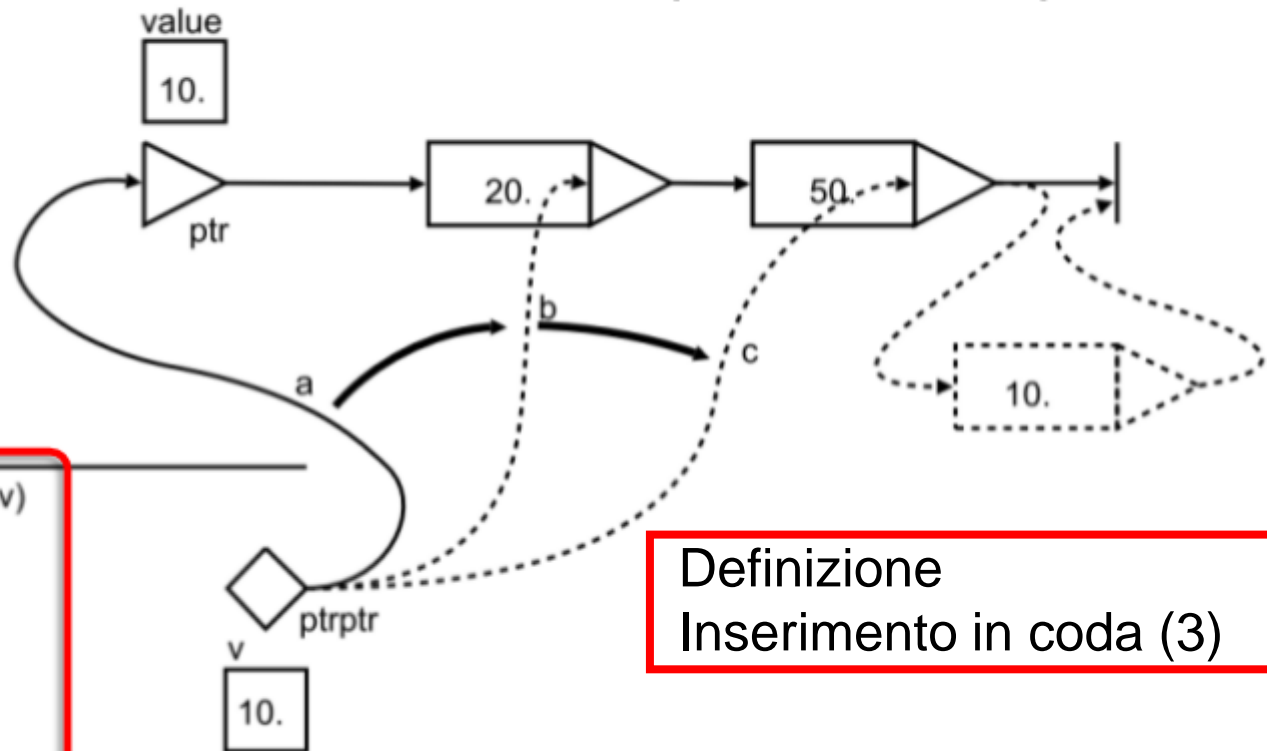 value
10.
20.
50.
ptr
b
c
a
10.
v)
ptrptr
v
10.
Definizione
Inserimento in coda (3)